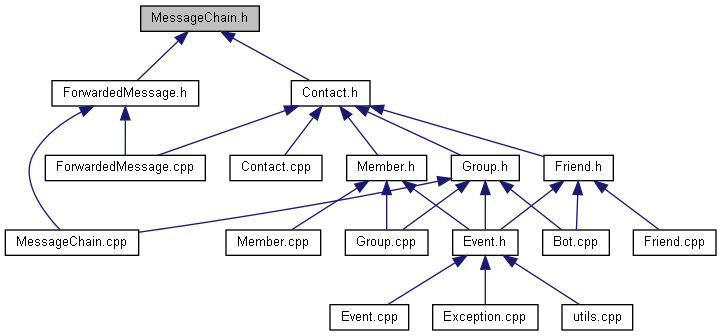 MessageChain.h
ForwardedMessage.h
Contact.h
ForwardedMessage.cpp
Contact.cpp
Member.h
Group.h
Friend.h
MessageChain.cpp
Member.cpp
Group.cpp
Event.h
Bot.cpp
Friend.cpp
Event.cpp
Exception.cpp
utils.cpp